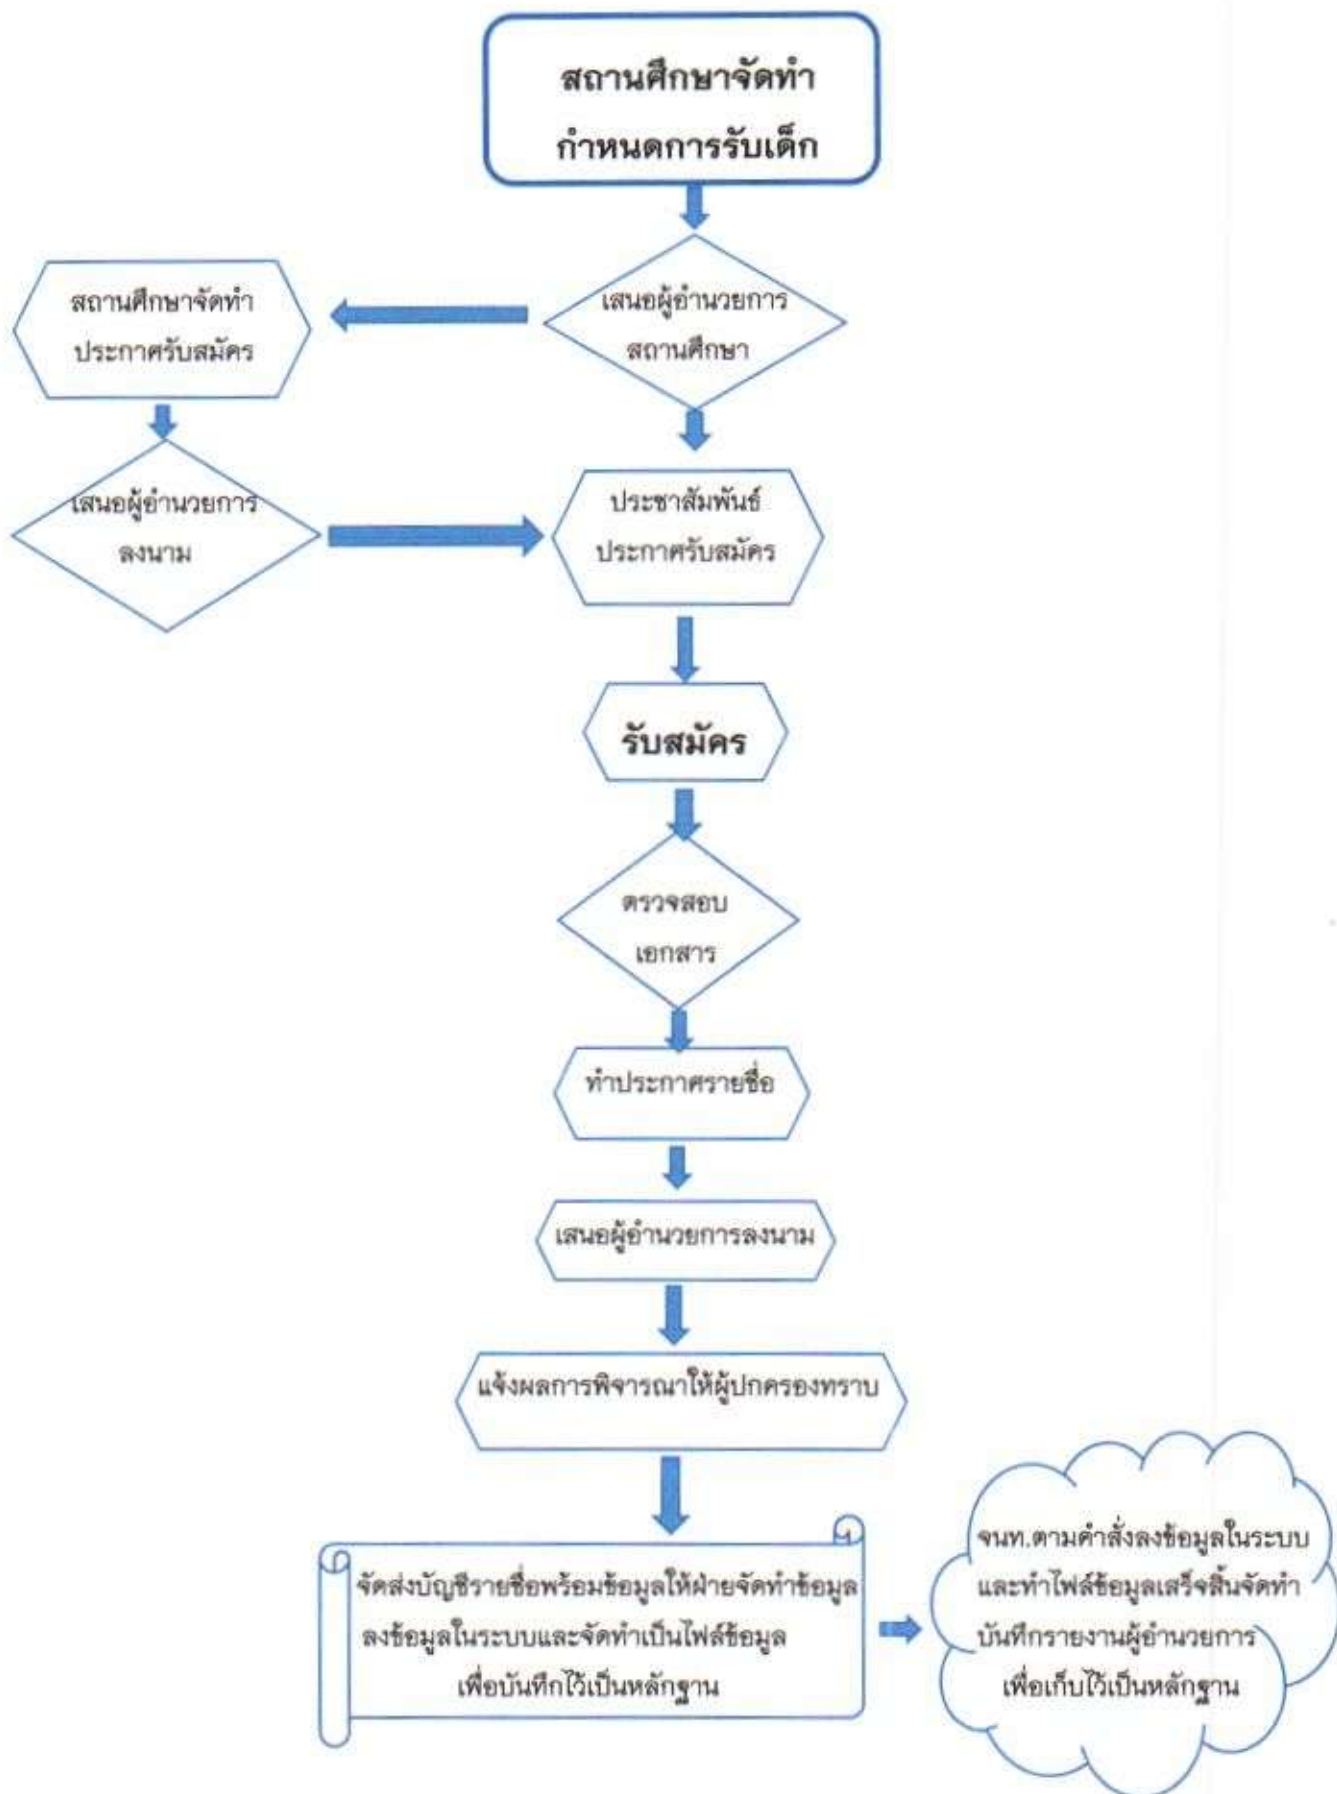 สถานศึกษาจัดทำ
กำหนดการรับเด็ก
เสนอผู้อำนวยการ
สถานศึกษา
สถานศึกษาจัดทำ
ประกาศรับสมัคร
เสนอผู้อำนวยการ
ลงนาม
ประชาสัมพันธ์
ประกาศรับสมัคร
รับสมัคร
ตรวจสอบ
เอกสาร
ทำประกาศรายชื่อ
เสนอผู้อำนวยการลงนาม
แจ้งผลการพิจารณาให้ผู้ปกครองทราบ
จัดส่งบัญชีรายชื่อพร้อมข้อมูลให้ฝ่ายจัดทำข้อมูล
ลงข้อมูลในระบบและจัดทำเป็นไฟล์ข้อมูล
เพื่อบันทึกไว้เป็นหลักฐาน
จนท.ตามคำสั่งลงข้อมูลในระบบ
และทำไฟล์ข้อมูลเสร็จสิ้นจัดทำ
บันทึกรายงานผู้อำนวยการ
เพื่อเก็บไว้เป็นหลักฐาน